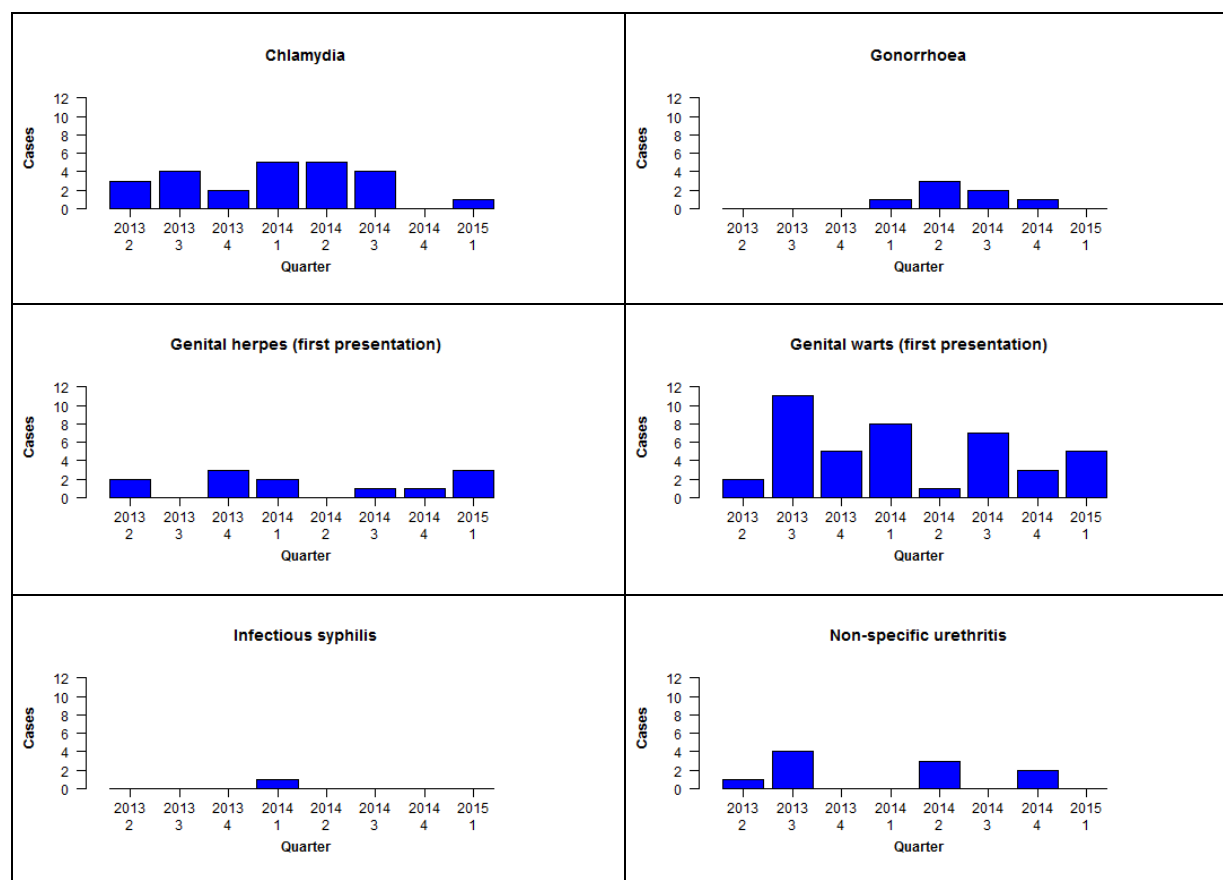 Chlamydia
Cases
12
10
8
6
4
2
0
2013 2013 2013 2014 2014 2014 2014 2015
2 3 4 1 2 3 4 1
Quarter
Gonorrhoea
Cases
12
10
8
6
4
2
0
2013 2013 2013 2014 2014 2014 2014 2015
2 3 4 1 2 3 4 1
Quarter
Genital herpes (first presentation)
Cases
12
10
8
6
4
2
0
2013 2013 2013 2014 2014 2014 2014 2015
2 3 4 1 2 3 4 1
Quarter
Genital warts (first presentation)
Cases
12
10
8
6
4
2
0
2013 2013 2013 2014 2014 2014 2014 2015
2 3 4 1 2 3 4 1
Quarter
Infectious syphilis
Cases
12
10
8
6
4
2
0
2013 2013 2013 2014 2014 2014 2014 2015
2 3 4 1 2 3 4 1
Quarter
Non-specific urethritis
Cases
12
10
8
6
4
2
0
2013 2013 2013 2014 2014 2014 2014 2015
2 3 4 1 2 3 4 1
Quarter